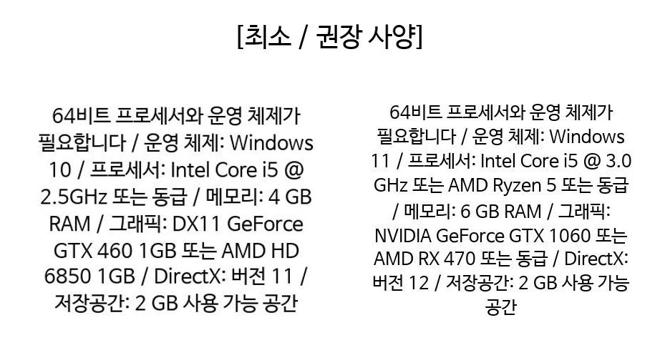 [최소 / 권장 사양]
64비트 프로세서와 운영 체제가
필요합니다 / 운영 체제: Windows
10 / 프로세서: Intel Core i5 @
2.5GHz 또는 동급 / 메모리: 4 GB
RAM / 그래픽: DX11 GeForce
GTX 460 1GB 또는 AMD HD
6850 1GB / DirectX: 버전 11 /
저장공간: 2 GB 사용 가능 공간
64비트 프로세서와 운영 체제가
필요합니다 / 운영 체제: Windows
11 / 프로세서: Intel Core i5 @ 3.0
GHz 또는 AMD Ryzen 5 또는 동급
/ 메모리: 6 GB RAM / 그래픽:
NVIDIA GeForce GTX 1060 또는
AMD RX 470 또는 동급 / DirectX:
버전 12 / 저장공간: 2 GB 사용 가능
공간